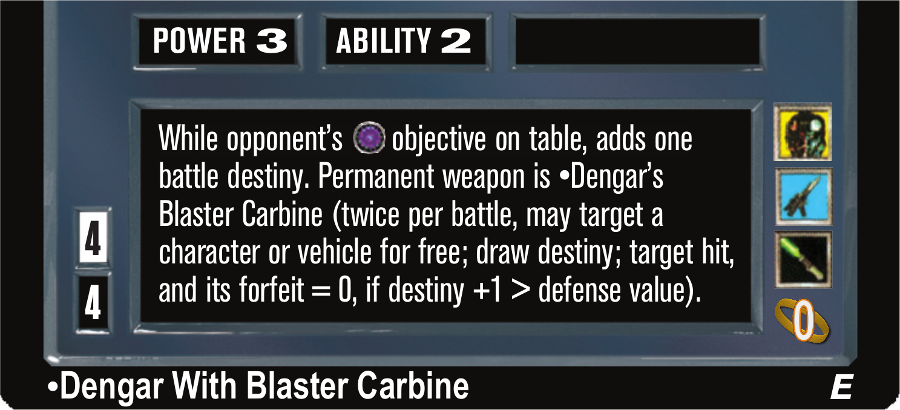 POWER 3 ABILITY 2
While opponent's objective on table, adds one
battle destiny. Permanent weapon is •Dengar's
Blaster Carbine (twice per battle, may target a
character or vehicle for free; draw destiny; target hit,
and its forfeit = 0, if destiny +1 > defense value).
4
4
0
•Dengar With Blaster Carbine E